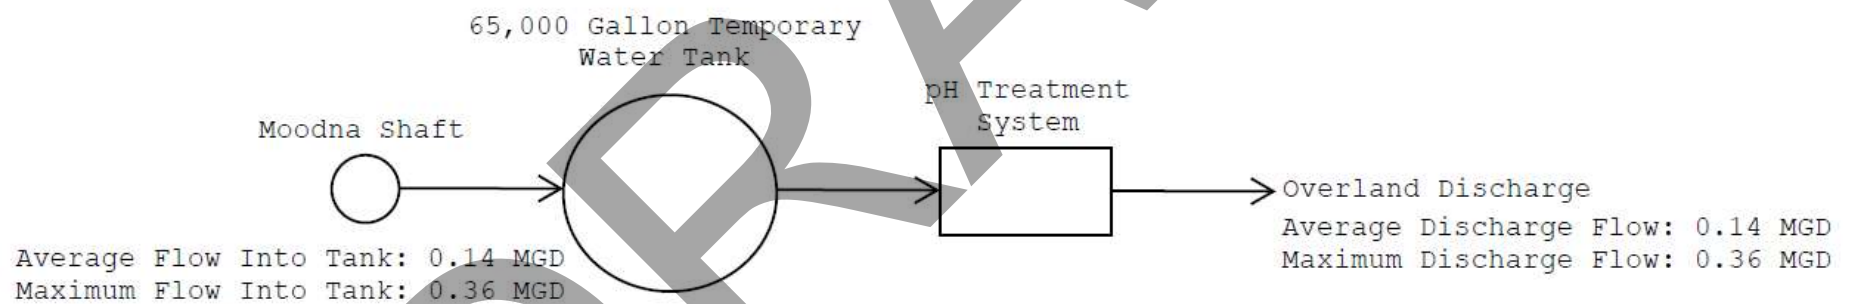 65,000 Gallon Temporary
Water Tank
pH Treatment
System
Moodna Shaft
Overland Discharge
Average Discharge Flow: 0.14 MGD
Maximum Discharge Flow: 0.36 MGD
Average Flow Into Tank: 0.14 MGD
Maximum Flow Into Tank: 0.36 MGD